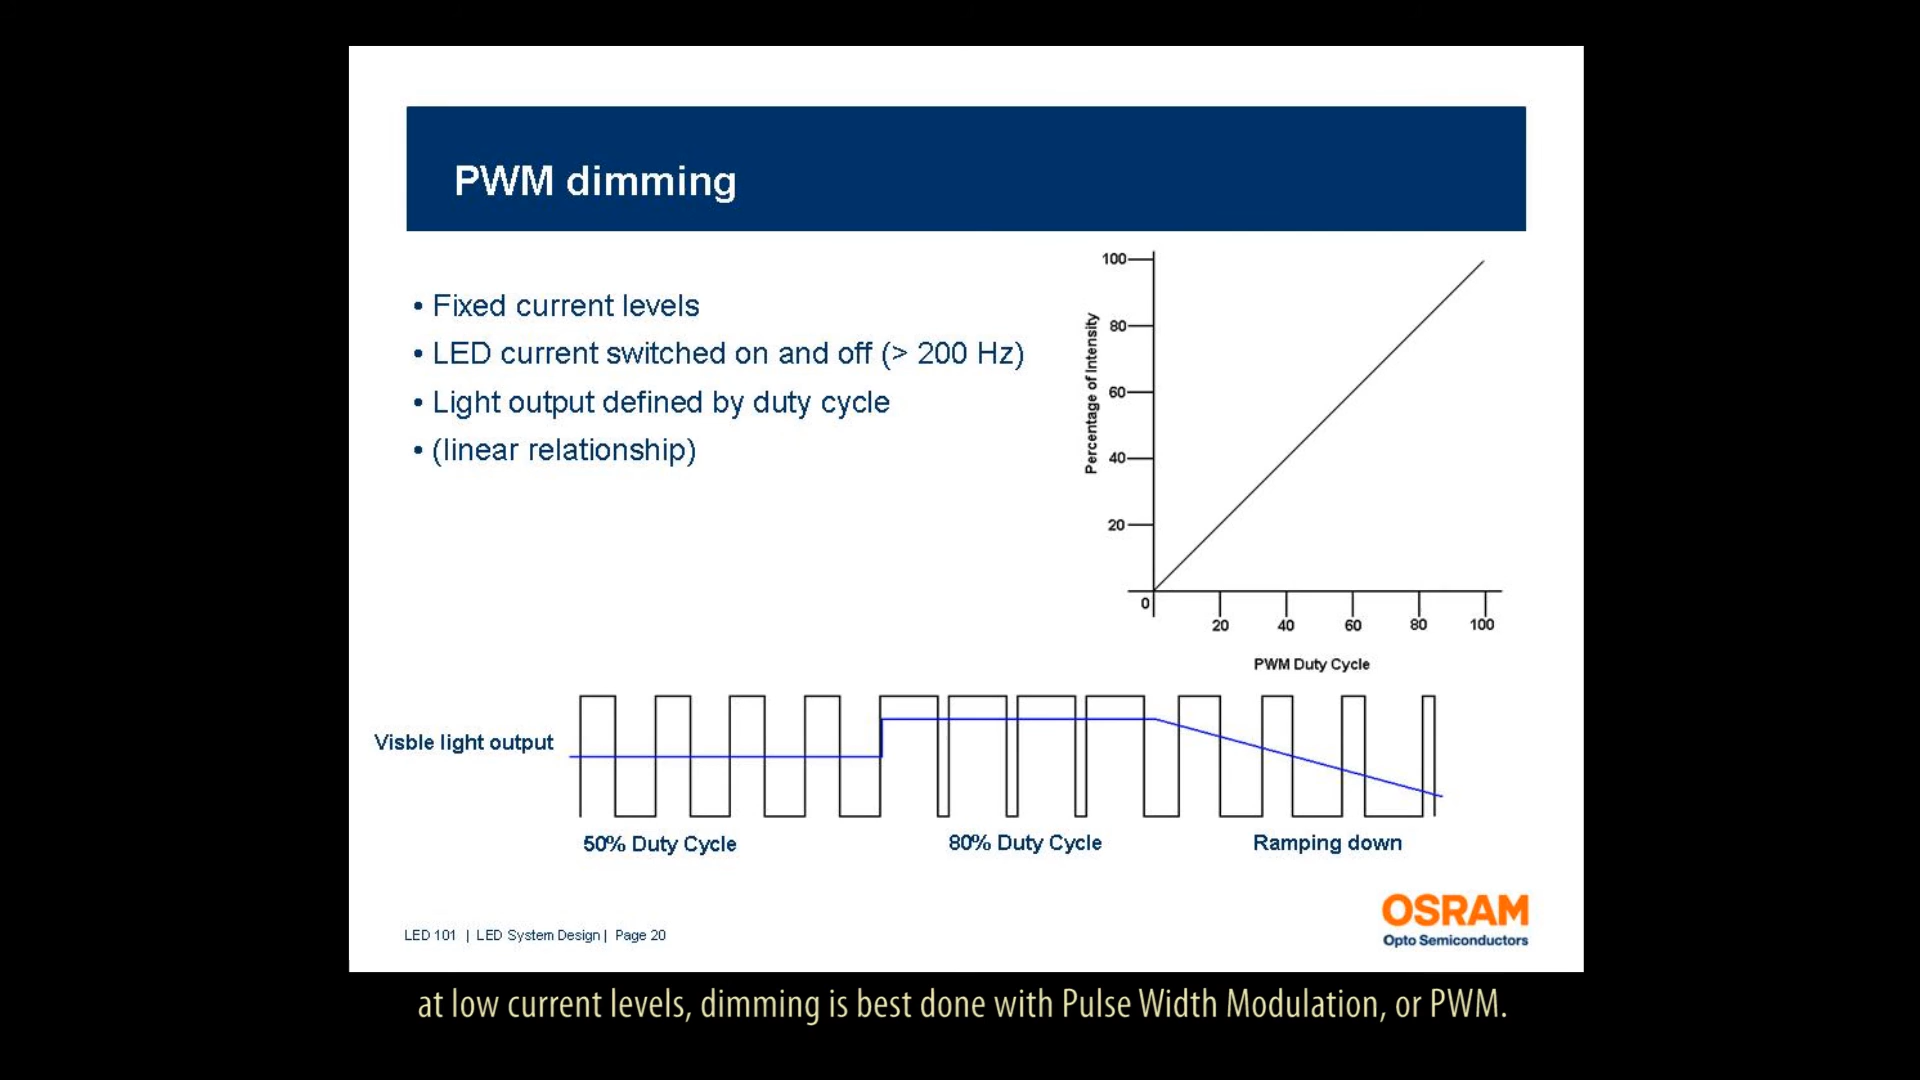 PWM dimming
• Fixed current levels
• LED current switched on and off (> 200 Hz)
• Light output defined by duty cycle
• (linear relationship)
Percentage of Intensity
100
80
60
40
20
0
20 40 60 80 100
PWM Duty Cycle
Visble light output
50% Duty Cycle
80% Duty Cycle
Ramping down
LED 101 | LED System Design | Page 20
OSRAM
Opto Semiconductors
at low current levels, dimming is best done with Pulse Width Modulation, or PWM.